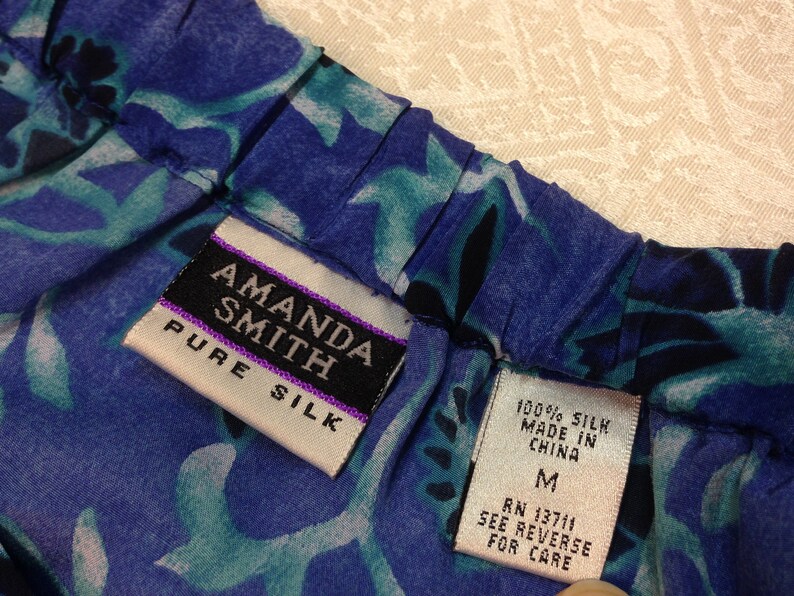 AMANDA
SMITH
PURE SILK
100% SILK
MADE IN
CHINA
M
RN 13711
SEE REVERSE
FOR CARE